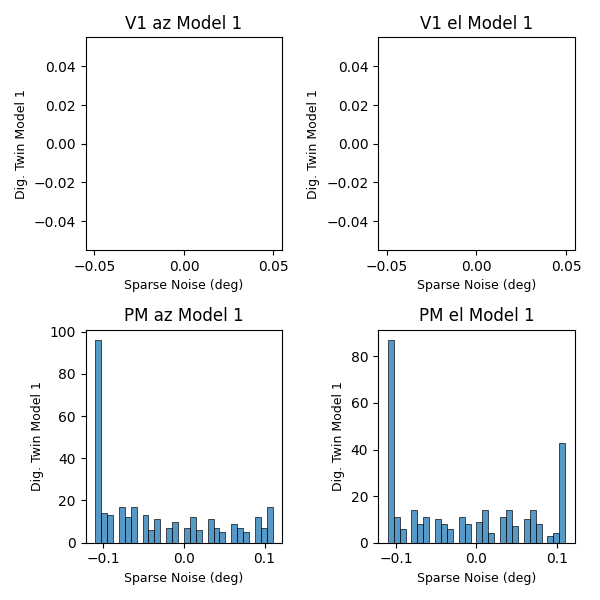 V1 az Model 1
V1 el Model 1
Dig. Twin Model 1
0.04
0.02
0.00
−0.02
−0.04
−0.05
0.00
0.05
Sparse Noise (deg)
Dig. Twin Model 1
0.04
0.02
0.00
−0.02
−0.04
−0.05
0.00
0.05
Sparse Noise (deg)
PM az Model 1
PM el Model 1
Dig. Twin Model 1
100
80
60
40
20
0
−0.1
0.0
0.1
Sparse Noise (deg)
Dig. Twin Model 1
80
60
40
20
0
−0.1
0.0
0.1
Sparse Noise (deg)